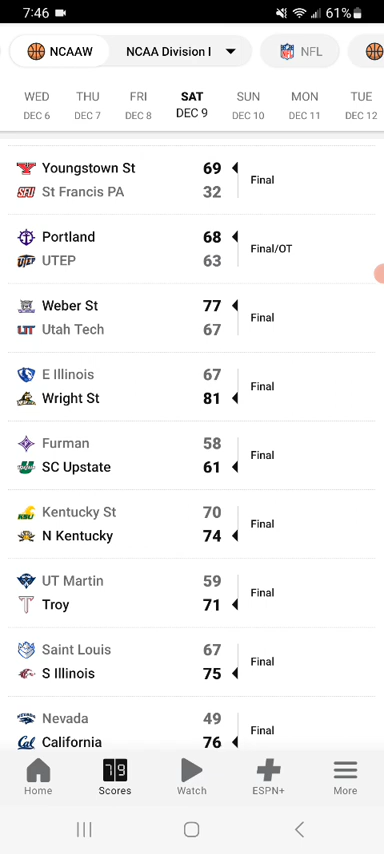 7:46 61%
NCAAW NCAA Division I NFL
WED THU FRI SAT SUN MON TUE
DEC 6 DEC 7 DEC 8 DEC 9 DEC 10 DEC 11 DEC 12
Youngstown St 69
St Francis PA 32
Final
Portland 68
UTEP 63
Final/OT
Weber St 77
Utah Tech 67
Final
E Illinois 67
Wright St 81
Final
Furman 58
SC Upstate 61
Final
Kentucky St 70
N Kentucky 74
Final
UT Martin 59
Troy 71
Final
Saint Louis 67
S Illinois 75
Final
Nevada 49
California 76
Final
7 9
Home Scores Watch ESPN+ More